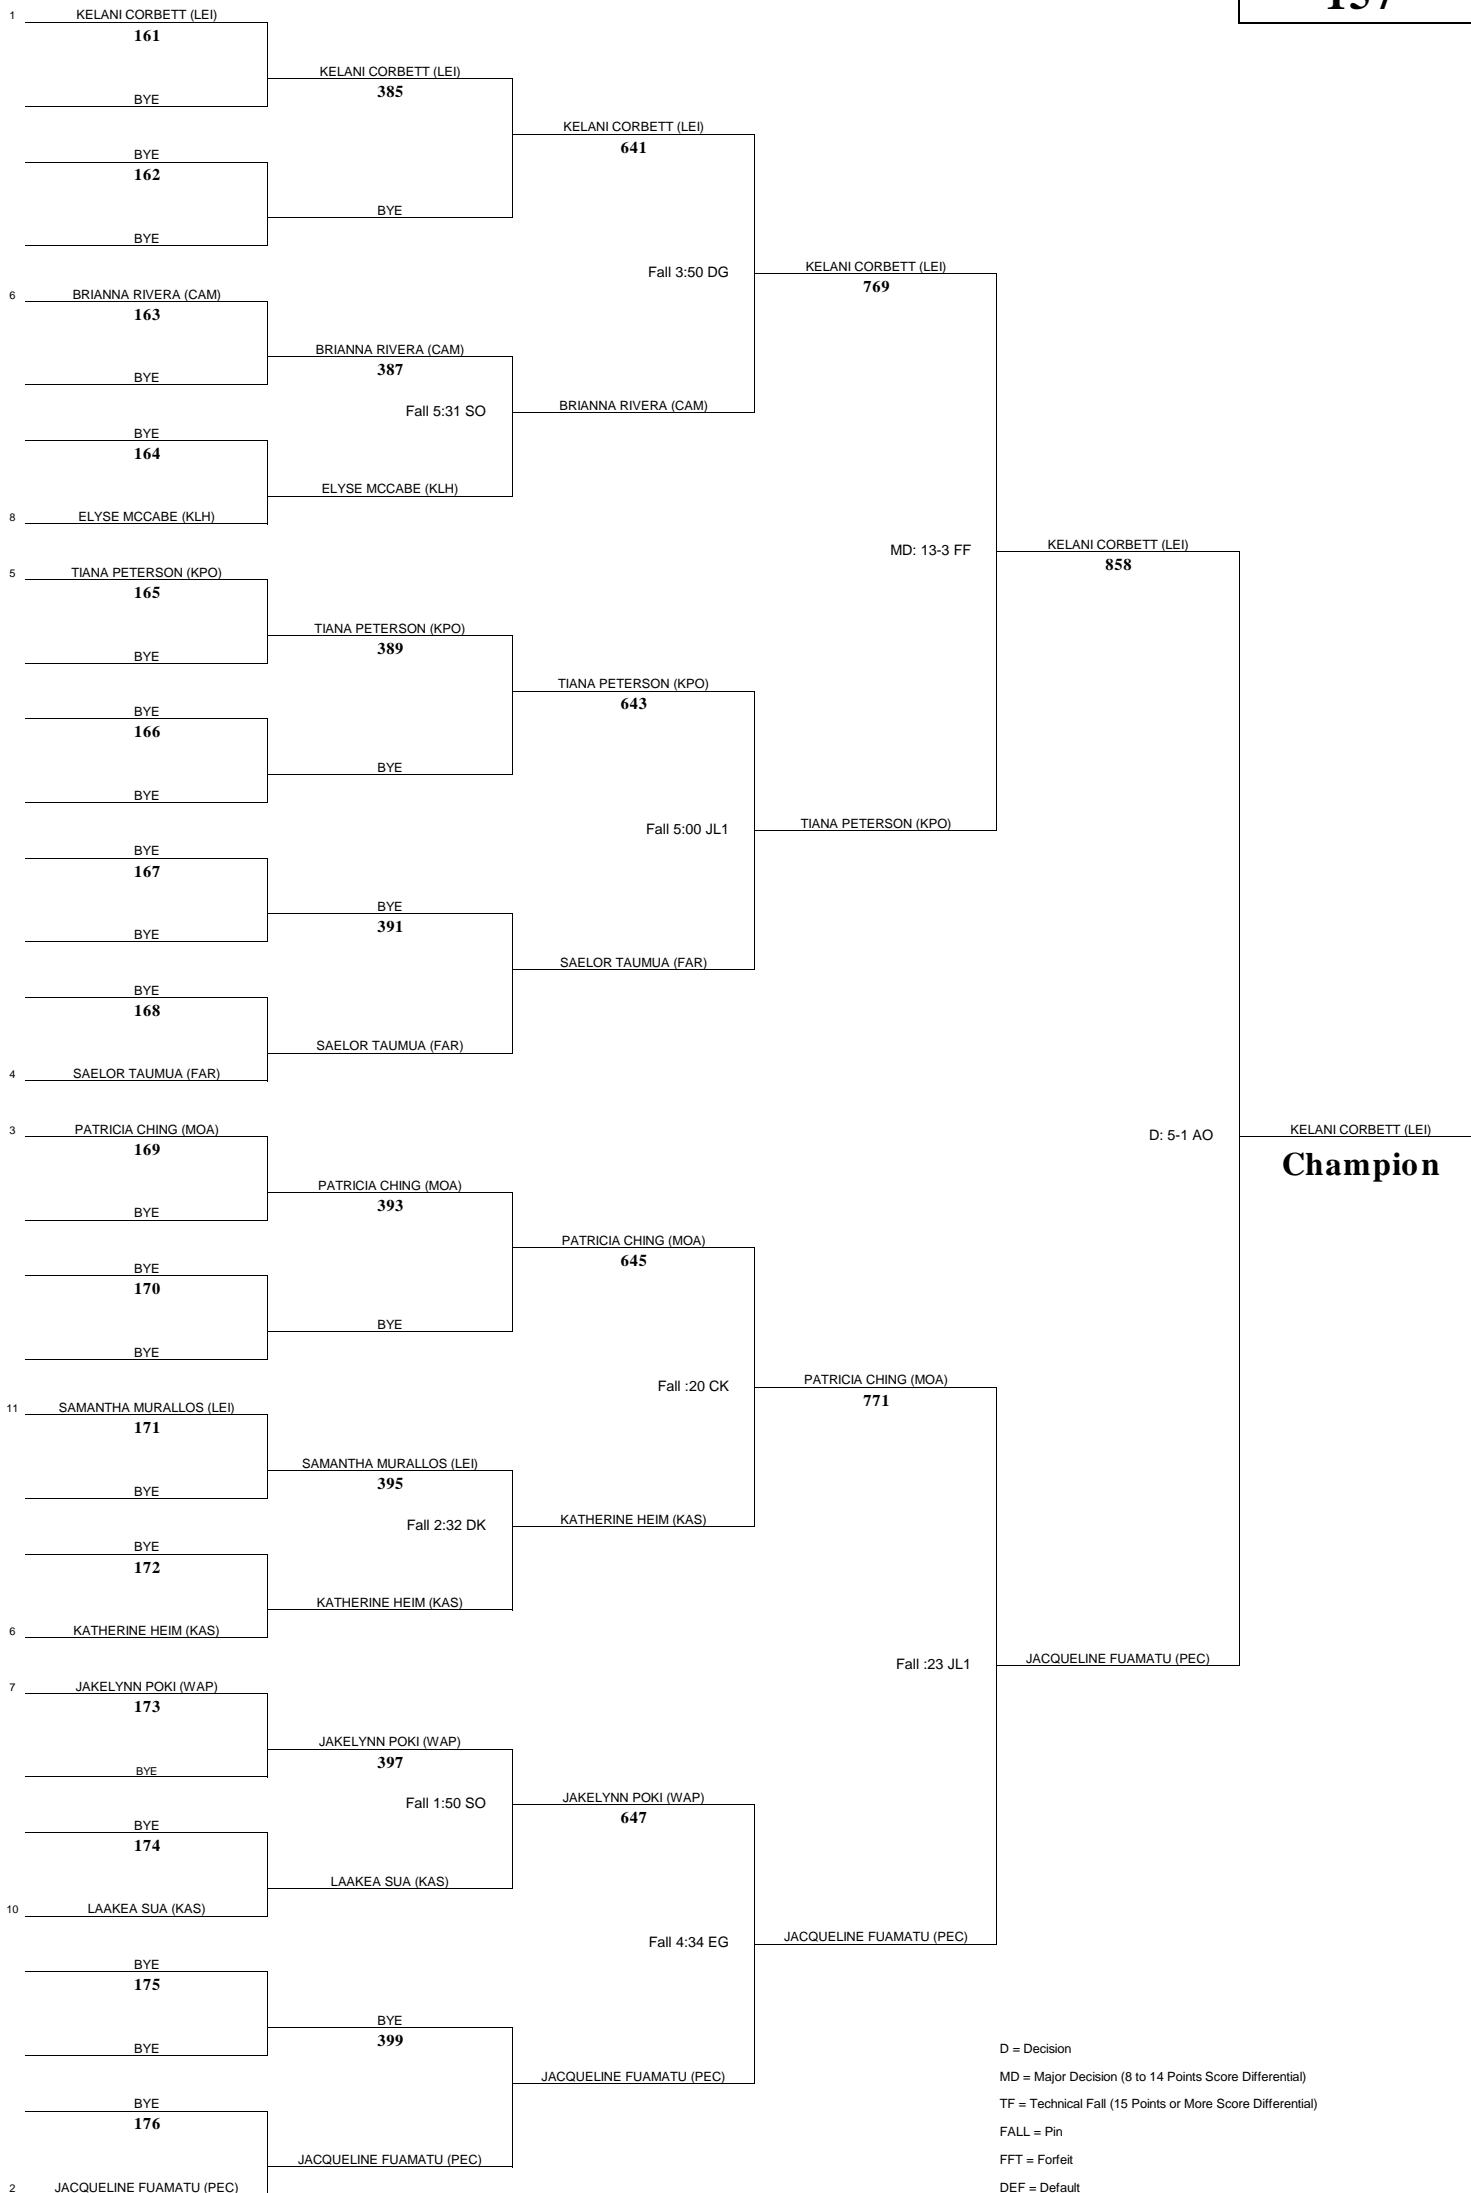 157
1 KELANI CORBETT (LEI)
161
KELANI CORBETT (LEI)
385
BYE
KELANI CORBETT (LEI)
641
BYE
162
BYE
BYE
Fall 3:50 DG
KELANI CORBETT (LEI)
769
6 BRIANNA RIVERA (CAM)
163
BRIANNA RIVERA (CAM)
387
BYE
Fall 5:31 SO
BRIANNA RIVERA (CAM)
BYE
164
ELYSE MCCABE (KLH)
8 ELYSE MCCABE (KLH)
MD: 13-3 FF
KELANI CORBETT (LEI)
858
5 TIANA PETERSON (KPO)
165
TIANA PETERSON (KPO)
389
BYE
TIANA PETERSON (KPO)
643
BYE
166
BYE
BYE
Fall 5:00 JL1
TIANA PETERSON (KPO)
BYE
167
BYE
391
BYE
SAELOR TAUMUA (FAR)
BYE
168
SAELOR TAUMUA (FAR)
4 SAELOR TAUMUA (FAR)
D: 5-1 AO
KELANI CORBETT (LEI)
Champion
3 PATRICIA CHING (MOA)
169
PATRICIA CHING (MOA)
393
BYE
PATRICIA CHING (MOA)
645
BYE
170
BYE
BYE
Fall :20 CK
PATRICIA CHING (MOA)
771
11 SAMANTHA MURALLOS (LEI)
171
SAMANTHA MURALLOS (LEI)
395
BYE
Fall 2:32 DK
KATHERINE HEIM (KAS)
BYE
172
KATHERINE HEIM (KAS)
6 KATHERINE HEIM (KAS)
Fall :23 JL1
JACQUELINE FUAMATU (PEC)
7 JAKELYNN POKI (WAP)
173
JAKELYNN POKI (WAP)
397
BYE
Fall 1:50 SO
JAKELYNN POKI (WAP)
647
BYE
174
LAAKEA SUA (KAS)
10 LAAKEA SUA (KAS)
Fall 4:34 EG
JACQUELINE FUAMATU (PEC)
BYE
175
BYE
399
BYE
JACQUELINE FUAMATU (PEC)
BYE
176
JACQUELINE FUAMATU (PEC)
2 JACQUELINE FUAMATU (PEC)
D = Decision
MD = Major Decision (8 to 14 Points Score Differential)
TF = Technical Fall (15 Points or More Score Differential)
FALL = Pin
FFT = Forfeit
DEF = Default